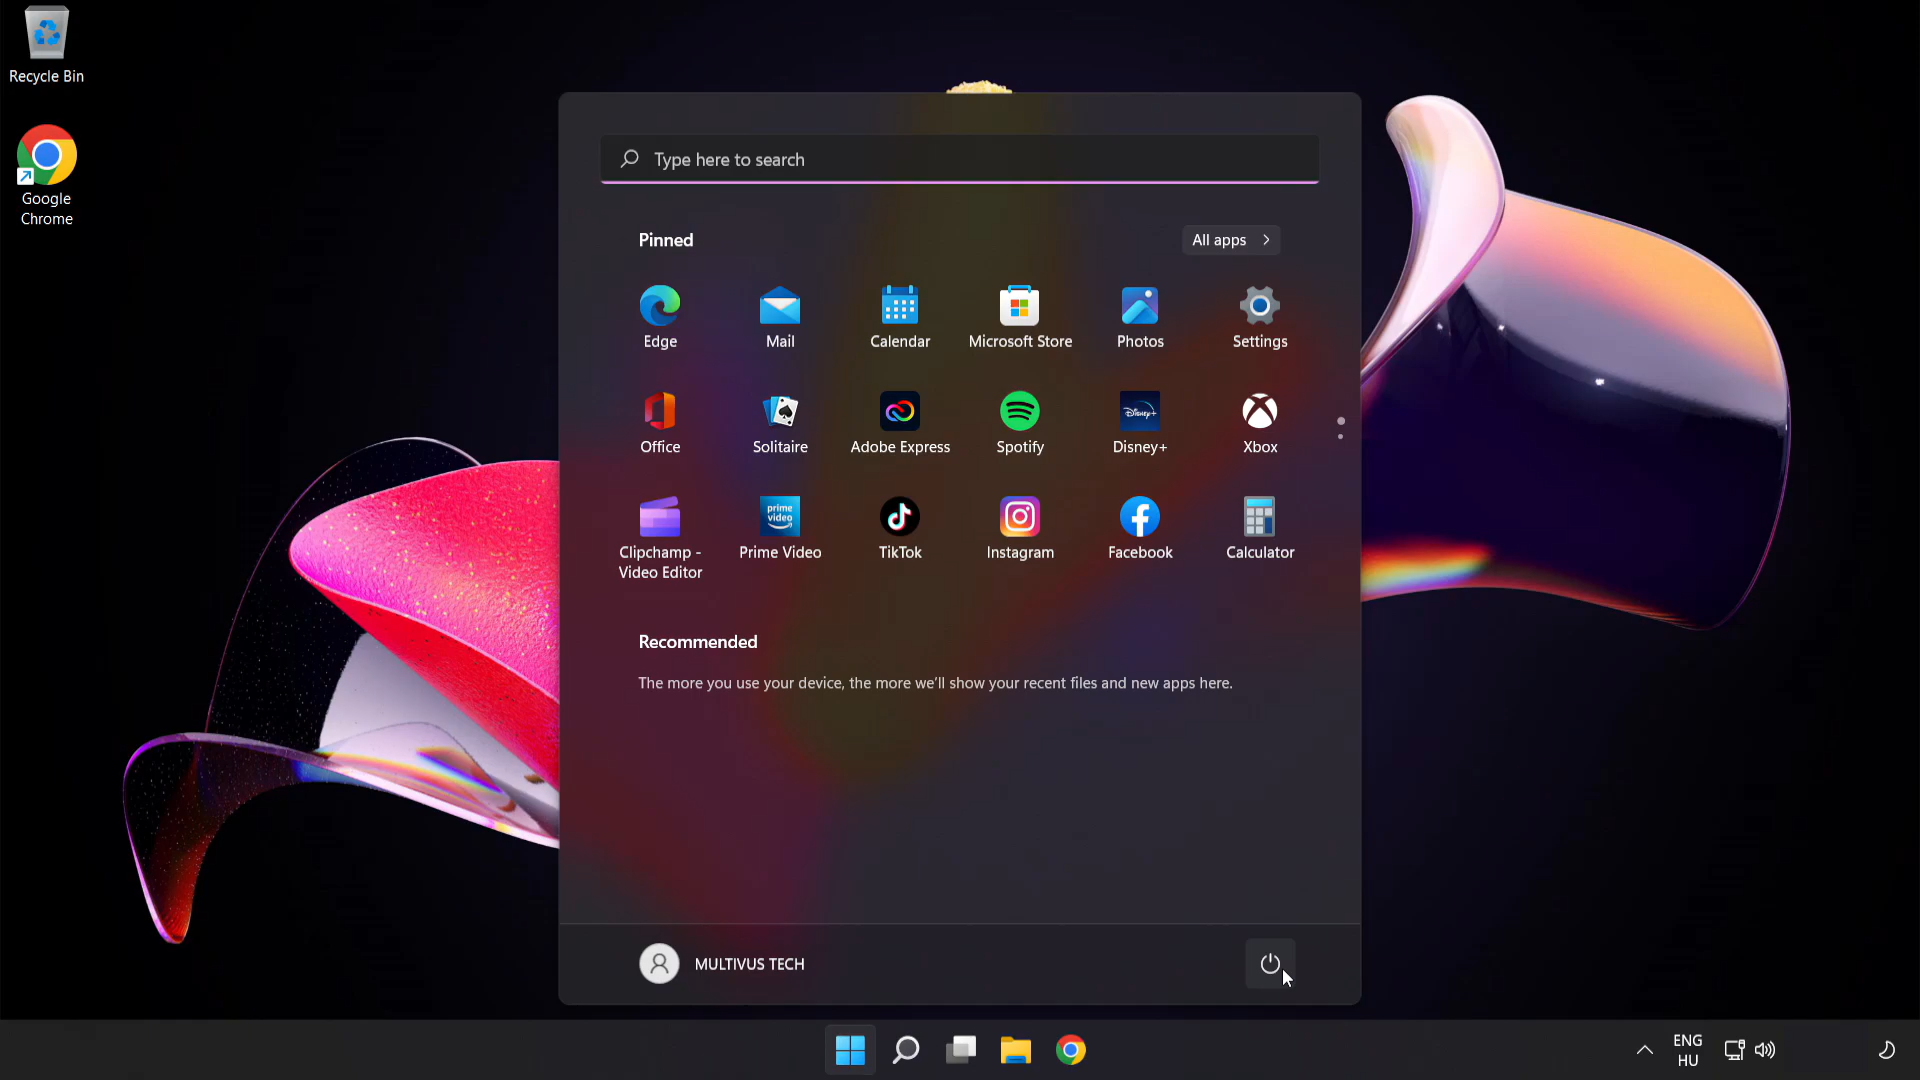 Recycle Bin
Google
Chrome
Type here to search
Pinned
All apps
Edge
Mail
Calendar
Microsoft Store
Photos
Settings
Office
Solitaire
Adobe Express
Disney+
Spotify
Disney+
Xbox
prime
video
Clipchamp -
Video Editor
Prime Video
TikTok
Instagram
Facebook
Calculator
Recommended
The more you use your device, the more we'll show your recent files and new apps here.
MULTIVUS TECH
ENG
HU